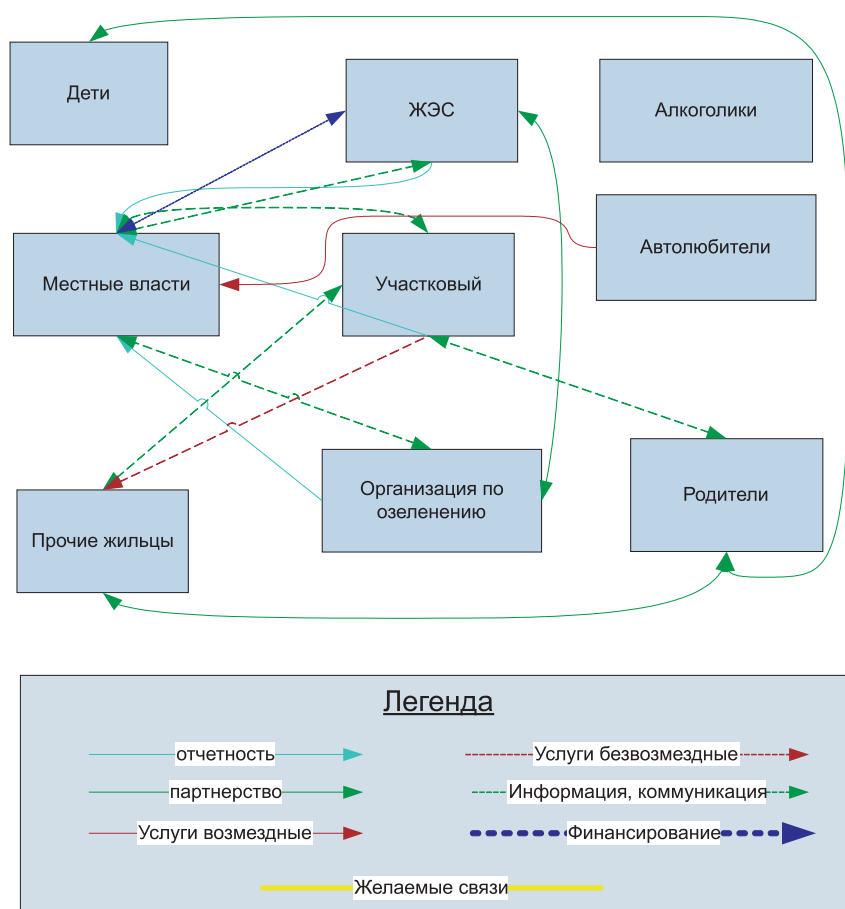 Дети
ЖЭС
Алкоголики
Автолюбители
Местные власти
Участковый
Организация по
озеленению
Родители
Прочие жильцы
Легенда
отчетность
Услуги безвозмездные
партнерство
Информация, коммуникация
Услуги возмездные
Финансирование
Желаемые связи